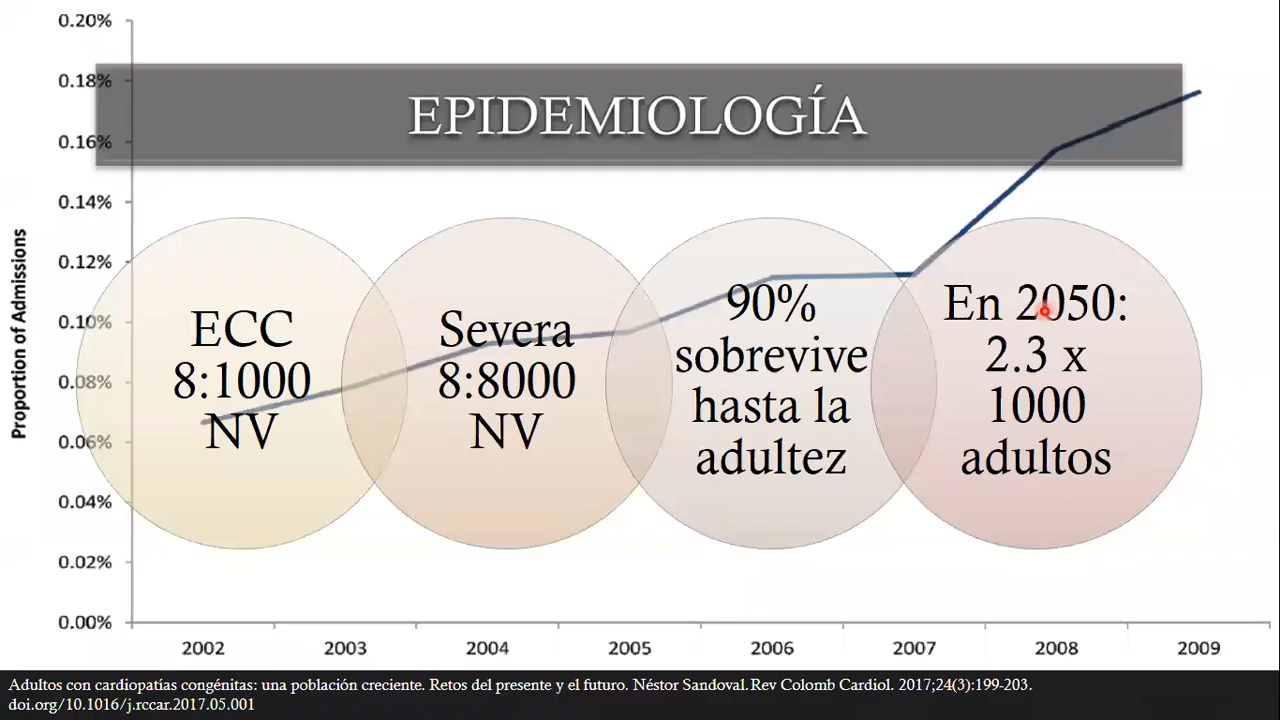 EPIDEMIOLOGÍA
0.20%
0.18%
0.16%
0.14%
0.12%
0.10%
0.08%
0.06%
0.04%
0.02%
0.00%
Proportion of Admissions
ECC
8:1000
NV
Severa
8:8000
NV
90%
sobrevive
hasta la
adultez
En 2050:
2.3 x
1000
adultos
2002 2003 2004 2005 2006 2007 2008 2009
Adultos con cardiopatías congénitas: una población creciente. Retos del presente y el futuro. Néstor Sandoval. Rev Colomb Cardiol. 2017;24(3):199-203.
doi.org/10.1016/j.rccar.2017.05.001